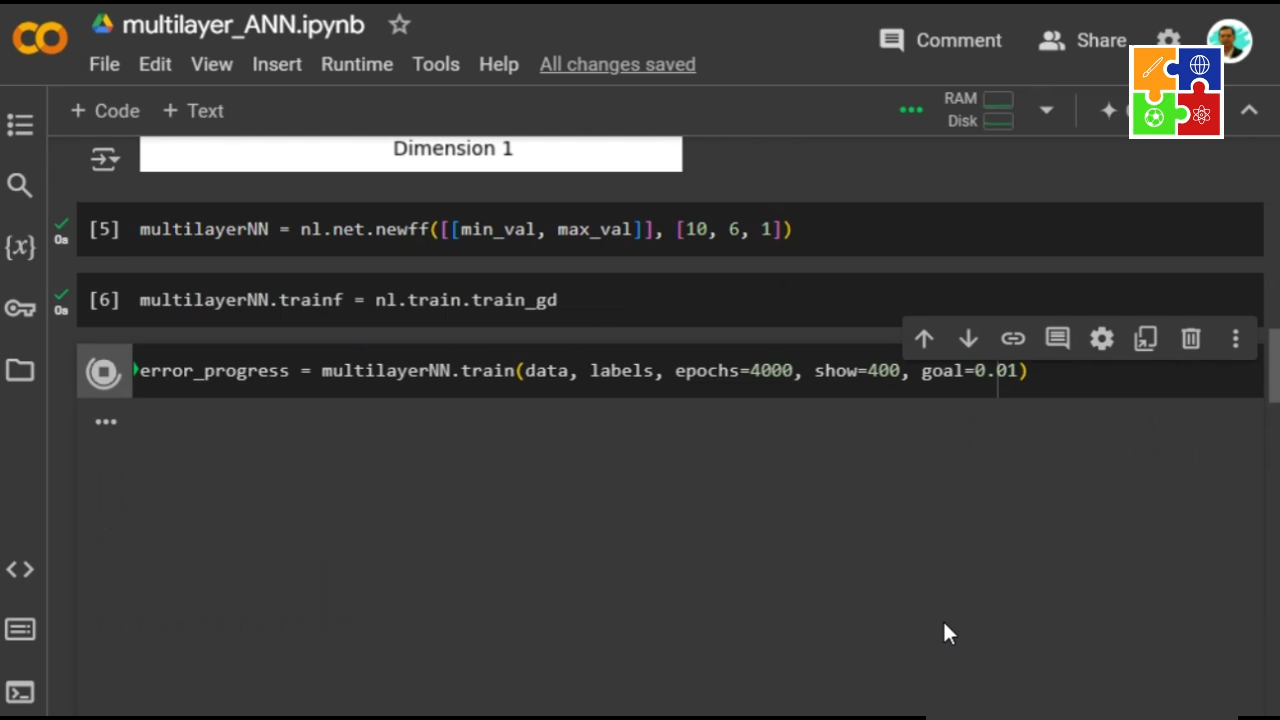 multilayer_ANN.ipynb
Comment
Share
File Edit View Insert Runtime Tools Help All changes saved
+ Code + Text
RAM
Disk
Dimension 1
[5] multilayerNN = nl.net.newff([[min_val, max_val]], [10, 6, 1])
0s
[6] multilayerNN.trainf = nl.train.train_gd
0s
error_progress = multilayerNN.train(data, labels, epochs=4000, show=400, goal=0.01)